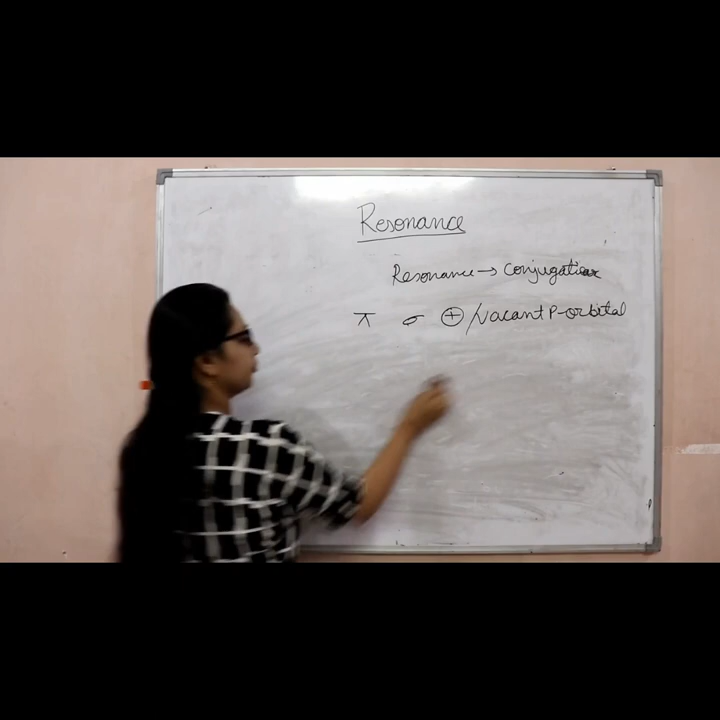 Resonance
Resonance → Conjugation
π σ ⊕/Vacant P-orbital